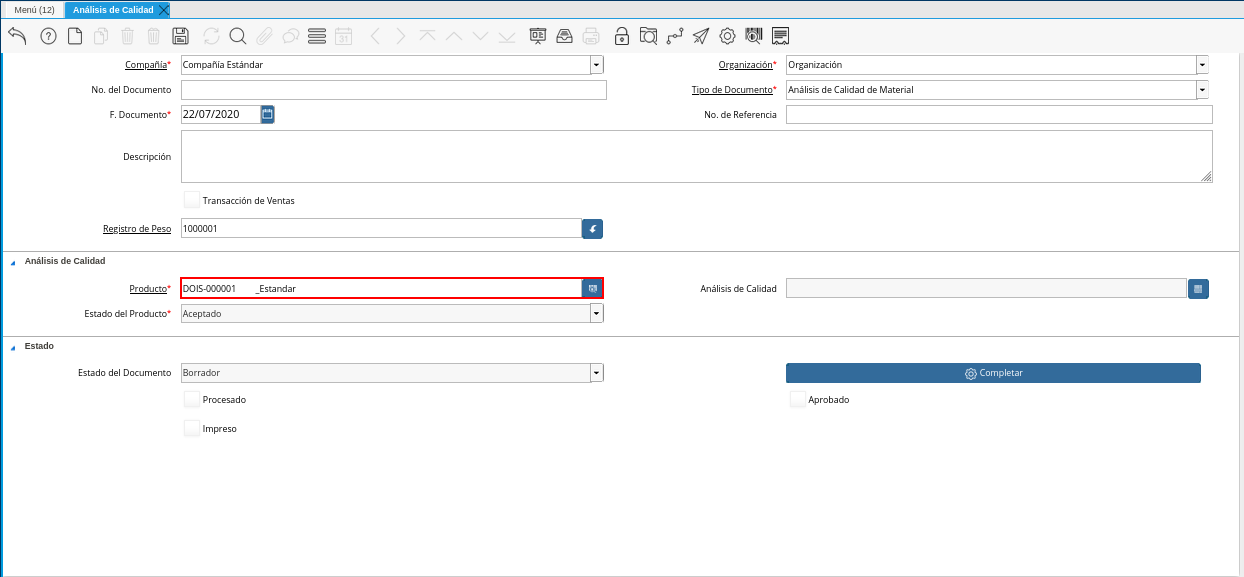 Menú (12) Análisis de Calidad
31
Compañía* Compañía Estándar Organización* Organización
No. del Documento Tipo de Documento* Análisis de Calidad de Material
F. Documento* 22/07/2020 No. de Referencia
Descripción
Transacción de Ventas
Registro de Peso 1000001
Análisis de Calidad
Producto* DOIS-000001 _Estandar Análisis de Calidad
Estado del Producto* Aceptado
Estado
Estado del Documento Borrador Completar
Procesado Aprobado
Impreso